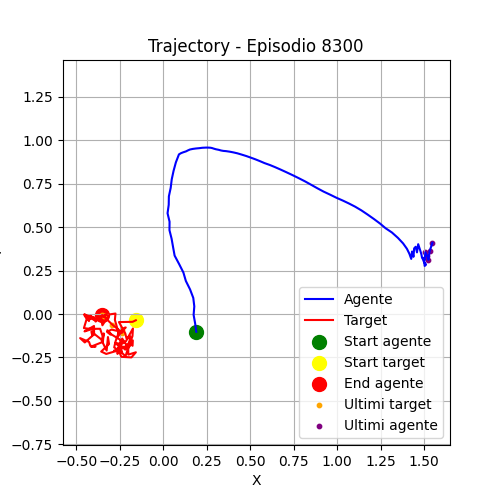 Trajectory - Episodio 8300
1.25
1.00
0.75
0.50
0.25
0.00
−0.25
−0.50
−0.75
Agente
Target
Start agente
Start target
End agente
Ultimi target
Ultimi agente
−0.50 −0.25 0.00 0.25 0.50 0.75 1.00 1.25 1.50
X